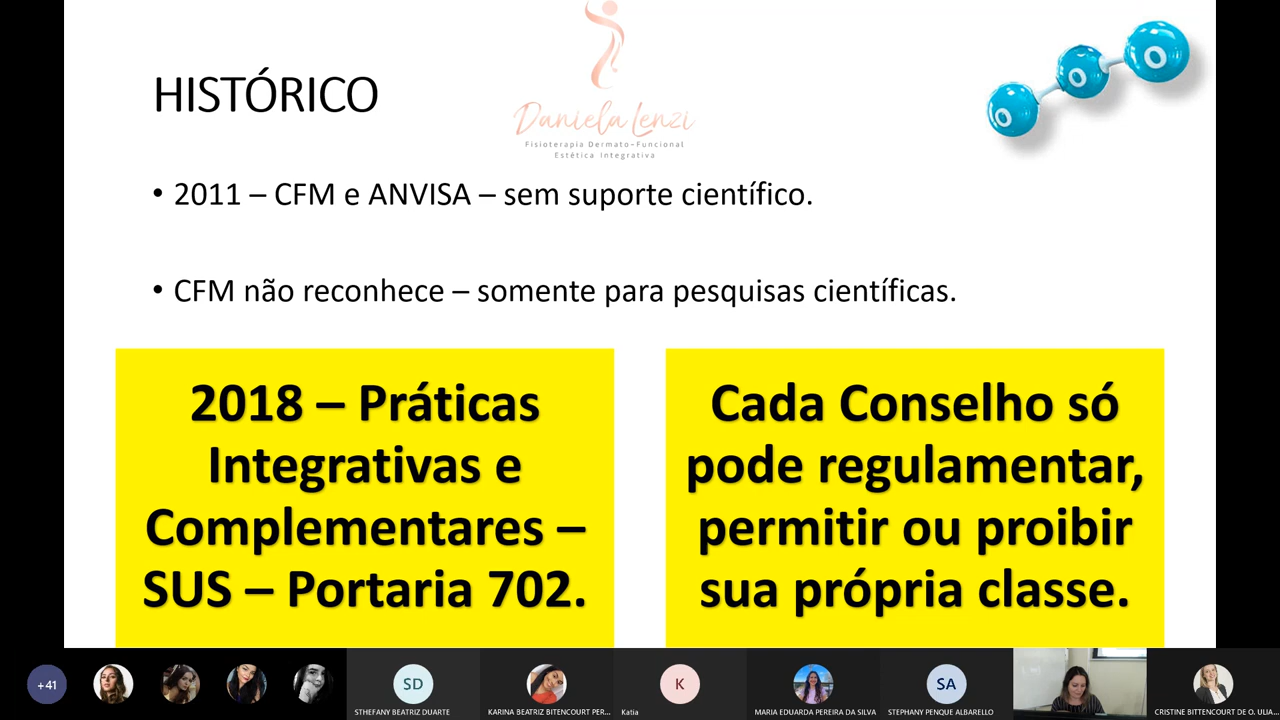 HISTÓRICO
Daniela Lenzi
Fisioterapia Dermato-Funcional
Estética Integrativa
O O O
• 2011 – CFM e ANVISA – sem suporte científico.
• CFM não reconhece – somente para pesquisas científicas.
2018 – Práticas
Integrativas e
Complementares –
SUS – Portaria 702.
Cada Conselho só
pode regulamentar,
permitir ou proibir
sua própria classe.
+41
SD
K
SA
STHEFANY BEATRIZ DUARTE
KARINA BEATRIZ BITENCOURT PER...
Katia
MARIA EDUARDA PEREIRA DA SILVA
STEPHANY PENQUE ALBARELLO
CRISTINE BITTENCOURT DE O. ULIA...